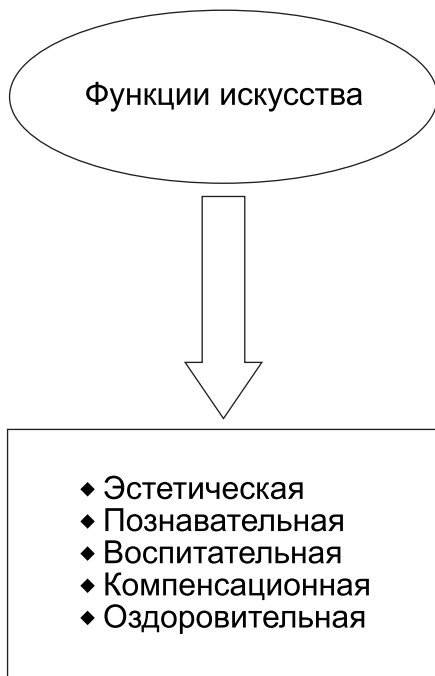 Функции искусства
◆ Эстетическая
◆ Познавательная
◆ Воспитательная
◆ Компенсационная
◆ Оздоровительная